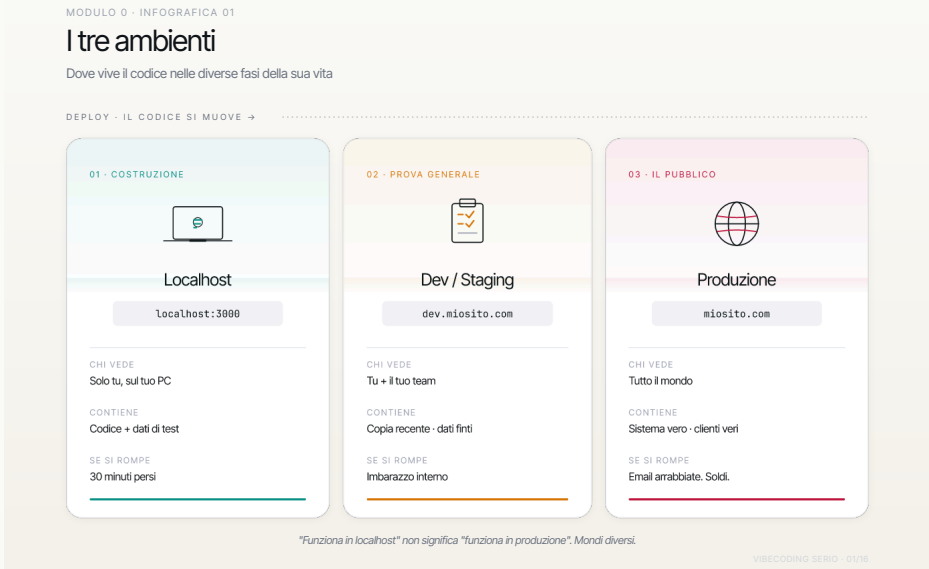 MODULO 0 · INFOGRAFICA 01
I tre ambienti
Dove vive il codice nelle diverse fasi della sua vita
DEPLOY · IL CODICE SI MUOVE →
01 · COSTRUZIONE
Localhost
localhost:3000
CHI VEDE
Solo tu, sul tuo PC
CONTIENE
Codice + dati di test
SE SI ROMPE
30 minuti persi
02 · PROVA GENERALE
Dev / Staging
dev.miosito.com
CHI VEDE
Tu + il tuo team
CONTIENE
Copia recente · dati finti
SE SI ROMPE
Imbarazzo interno
03 · IL PUBBLICO
Produzione
miosito.com
CHI VEDE
Tutto il mondo
CONTIENE
Sistema vero · clienti veri
SE SI ROMPE
Email arrabbiate. Soldi.
"Funziona in localhost" non significa "funziona in produzione". Mondi diversi.
VIBECODING SERIO · 01/16